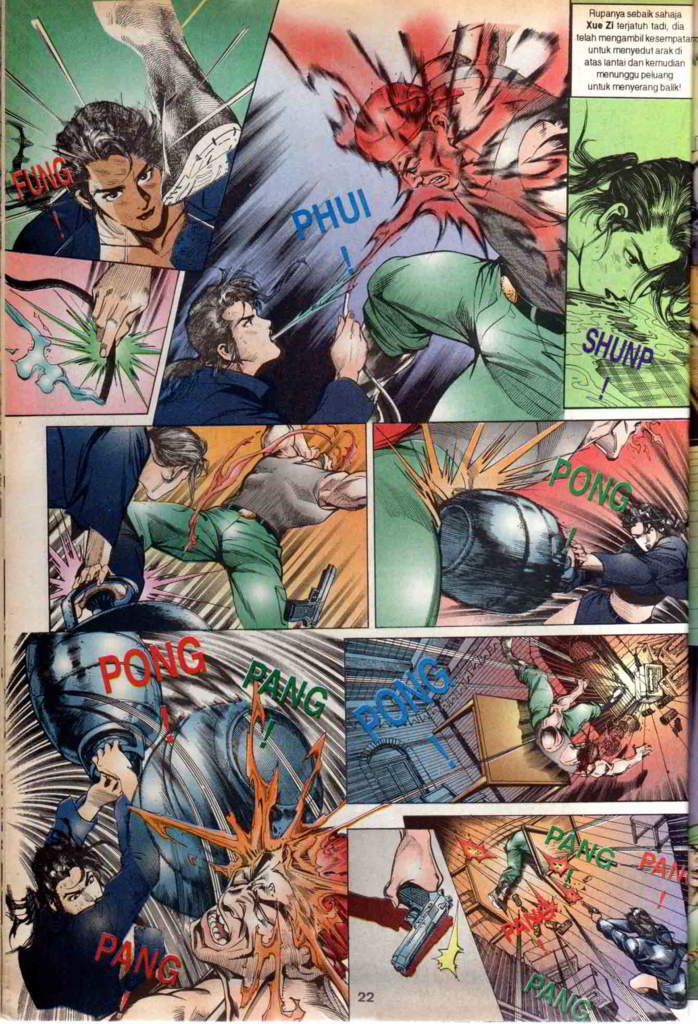 Rupanya sebaik sahaja
Xue Zi terjatuh tadi, dia
telah mengambil kesempatan
untuk menyedut arak di
atas lantai dan kemudian
menunggu peluang
untuk menyerang balik!
FUNG
!
PHUI
!
SHUNP
!
PONG
!
PONG
!
PANG
!
PONG
!
PANG
!
PANG
!
PANG
!
PANG
!
PANG
22